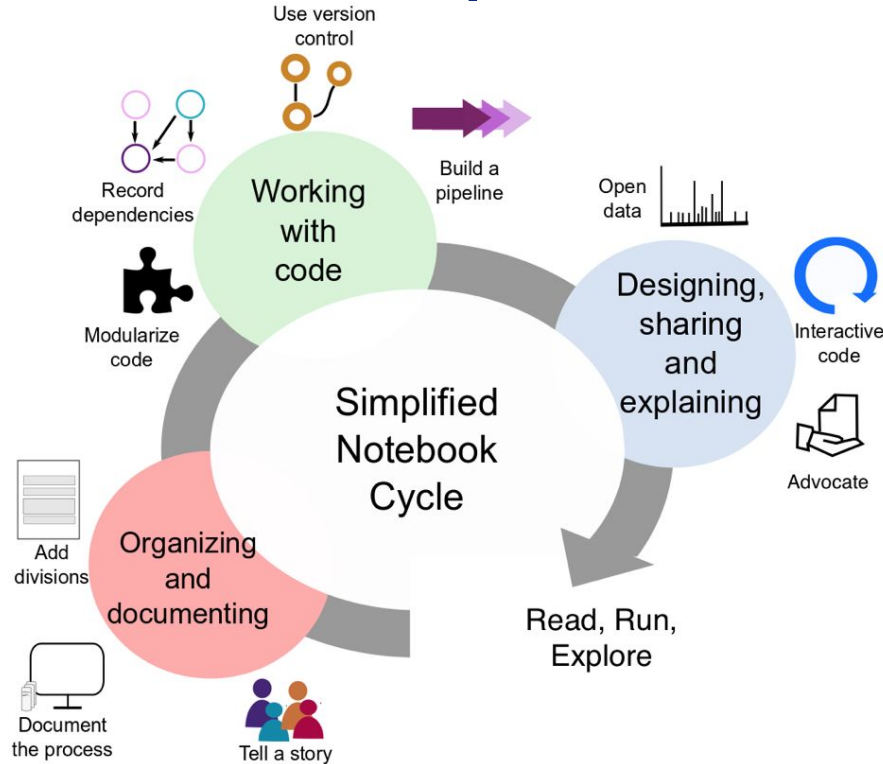 Use version
control
Build a
pipeline
Record
dependencies
Working
with
code
Modularize
code
Open
data
Designing,
sharing
and
explaining
Interactive
code
Advocate
Simplified
Notebook
Cycle
Organizing
and
documenting
Add
divisions
Document
the process
Tell a story
Read, Run,
Explore